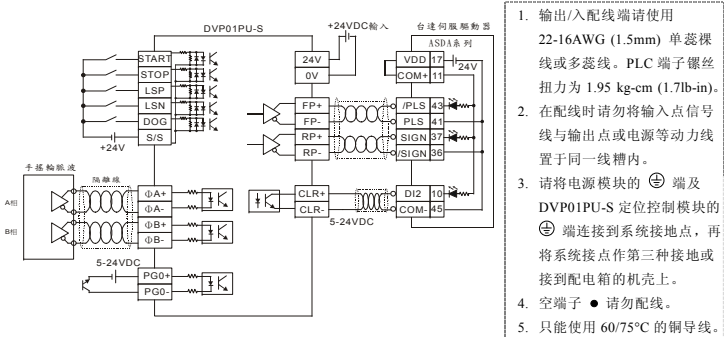 DVP01PU-S
+24VDC輸入
台達伺服驅動器
ASDA系列
START
STOP
LSP
LSN
DOG
S/S
+24V
24V
0V
VDD 17
24V
COM+ 11
FP+
FP-
RP+
RP-
/PLS 43
PLS 41
SIGN 37
/SIGN 36
手搖輪脈波
隔離線
A相
B相
ΦA+
ΦA-
ΦB+
ΦB-
CLR+
CLR-
DI2 10
COM- 45
5-24VDC
5-24VDC
PG0+
PG0-
1. 输出/入配线端请使用
22-16AWG (1.5mm) 单蕊裸
线或多蕊线。PLC 端子镙丝
扭力为 1.95 kg-cm (1.7lb-in)。
2. 在配线时请勿将输入点信号
线与输出点或电源等动力线
置于同一线糟内。
3. 请将电源模块的 端及
DVP01PU-S 定位控制模块的
端连接到系统接地点，再
将系统接点作第三种接地或
接到配电箱的机壳上。
4. 空端子 ● 请勿配线。
5. 只能使用 60/75°C 的铜导线。